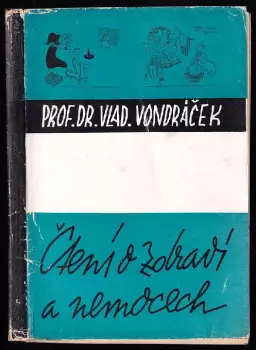 PROF. DR. VLAD. VONDRÁČEK
Čtení o zdraví
a nemocech